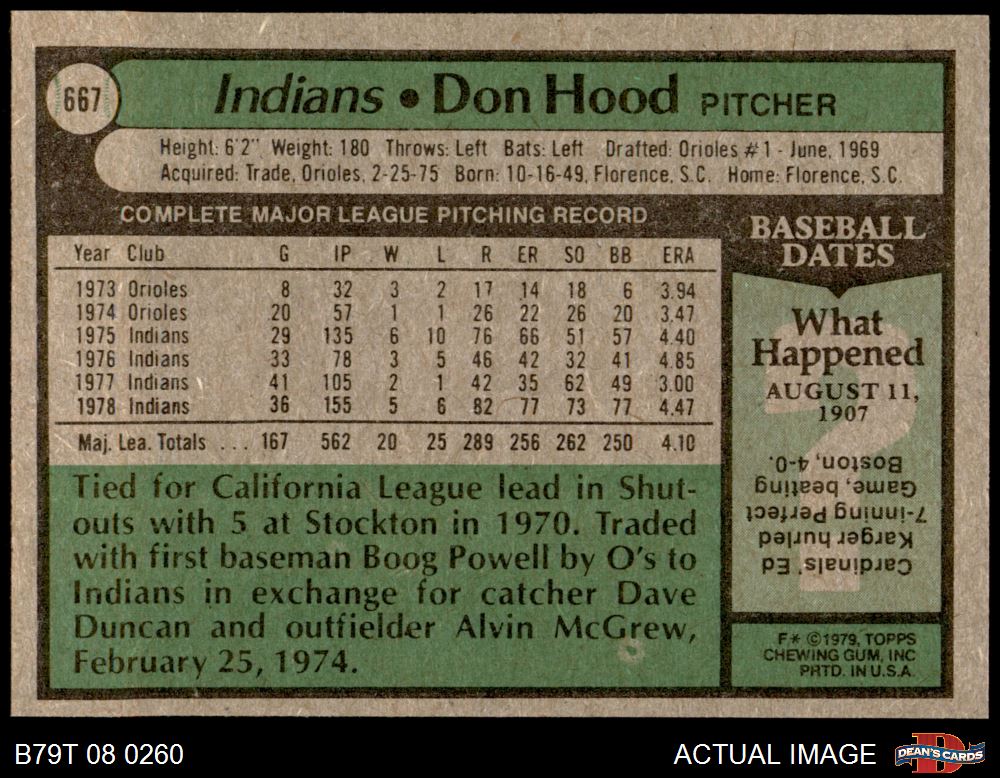 667
Indians • Don Hood PITCHER
Height: 6'2" Weight: 180 Throws: Left Bats: Left Drafted: Orioles #1 - June, 1969
Acquired: Trade, Orioles, 2-25-75 Born: 10-16-49, Florence, S.C. Home: Florence, S.C.
COMPLETE MAJOR LEAGUE PITCHING RECORD
Year Club G IP W L R ER SO BB ERA
1973 Orioles 8 32 3 2 17 14 18 6 3.94
1974 Orioles 20 57 1 1 26 22 26 20 3.47
1975 Indians 29 135 6 10 76 66 51 57 4.40
1976 Indians 33 78 3 5 46 42 32 41 4.85
1977 Indians 41 105 2 1 42 35 62 49 3.00
1978 Indians 36 155 5 6 82 77 73 77 4.47
Maj. Lea. Totals ... 167 562 20 25 289 256 262 250 4.10
Tied for California League lead in Shut-
outs with 5 at Stockton in 1970. Traded
with first baseman Boog Powell by O's to
Indians in exchange for catcher Dave
Duncan and outfielder Alvin McGrew,
February 25, 1974.
BASEBALL
DATES
What
Happened
AUGUST 11,
1907
Cardinals' Ed
Karger hurled
7-inning Perfect
Game, beating
Boston, 4-0.
F* ©1979, TOPPS
CHEWING GUM, INC
PRTD. IN U.S.A.
B79T 08 0260
ACTUAL IMAGE
DEAN'S CARDS